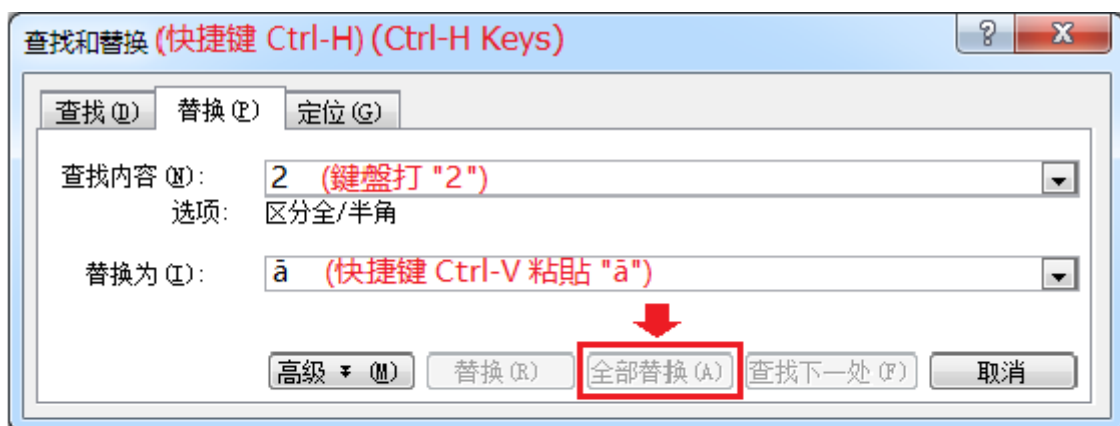 查找和替换 (快捷键 Ctrl-H) (Ctrl-H Keys)
查找(D) 替换(P) 定位(G)
查找内容(N): 2 (鍵盤打 "2")
选项: 区分全/半角
替换为(I): ā (快捷键 Ctrl-V 粘貼 "ā")
高级 (M) 替换(R) 全部替换(A) 查找下一处(F) 取消